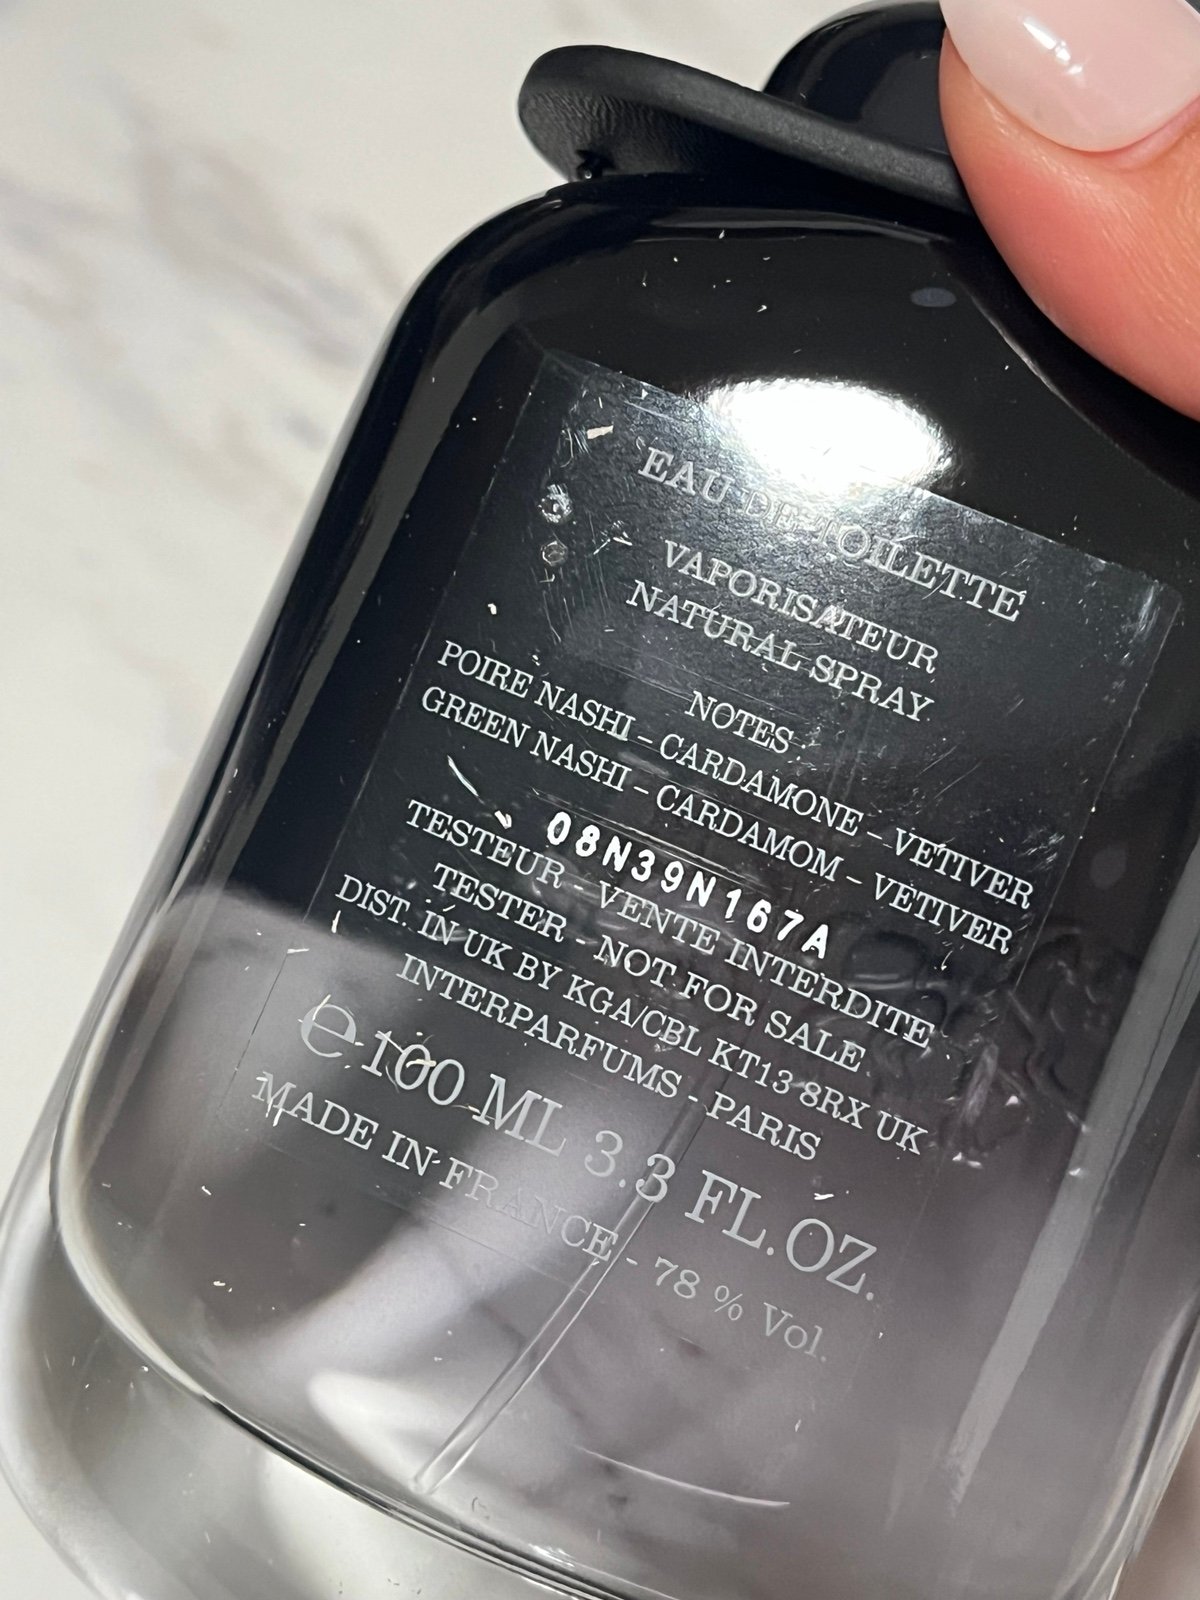 EAU DE TOILETTE
VAPORISATEUR
NATURAL SPRAY
NOTES
POIRE NASHI – CARDAMONE – VETIVER
GREEN NASHI – CARDAMOM – VETIVER
08N39N167A
TESTEUR - VENTE INTERDITE
TESTER - NOT FOR SALE
DIST. IN UK BY KGA/CBL KT13 8RX UK
INTERPARFUMS - PARIS
℮ 100 ML 3.3 FL.OZ.
MADE IN FRANCE - 78 % Vol.